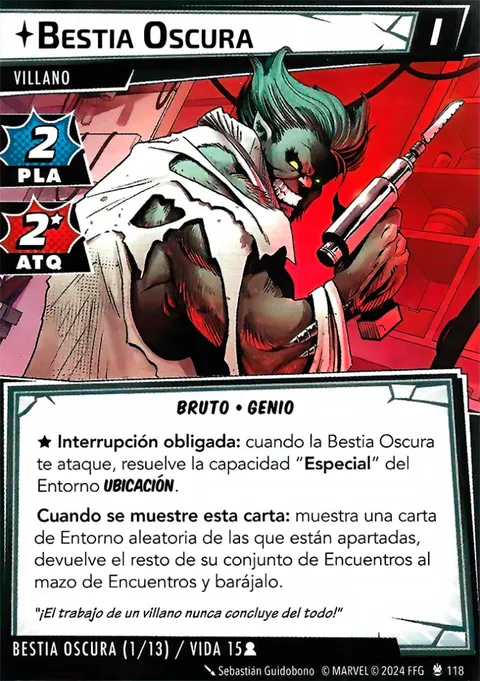 BESTIA OSCURA
I
VILLANO
2
PLA
2*
ATQ
BRUTO • GENIO
★ Interrupción obligada: cuando la Bestia Oscura
te ataque, resuelve la capacidad “Especial” del
Entorno UBICACIÓN.
Cuando se muestre esta carta: muestra una carta
de Entorno aleatoria de las que están apartadas,
devuelve el resto de su conjunto de Encuentros al
mazo de Encuentros y barájalo.
"¡El trabajo de un villano nunca concluye del todo!"
BESTIA OSCURA (1/13) / VIDA 15
Sebastián Guidobono © MARVEL © 2024 FFG 118